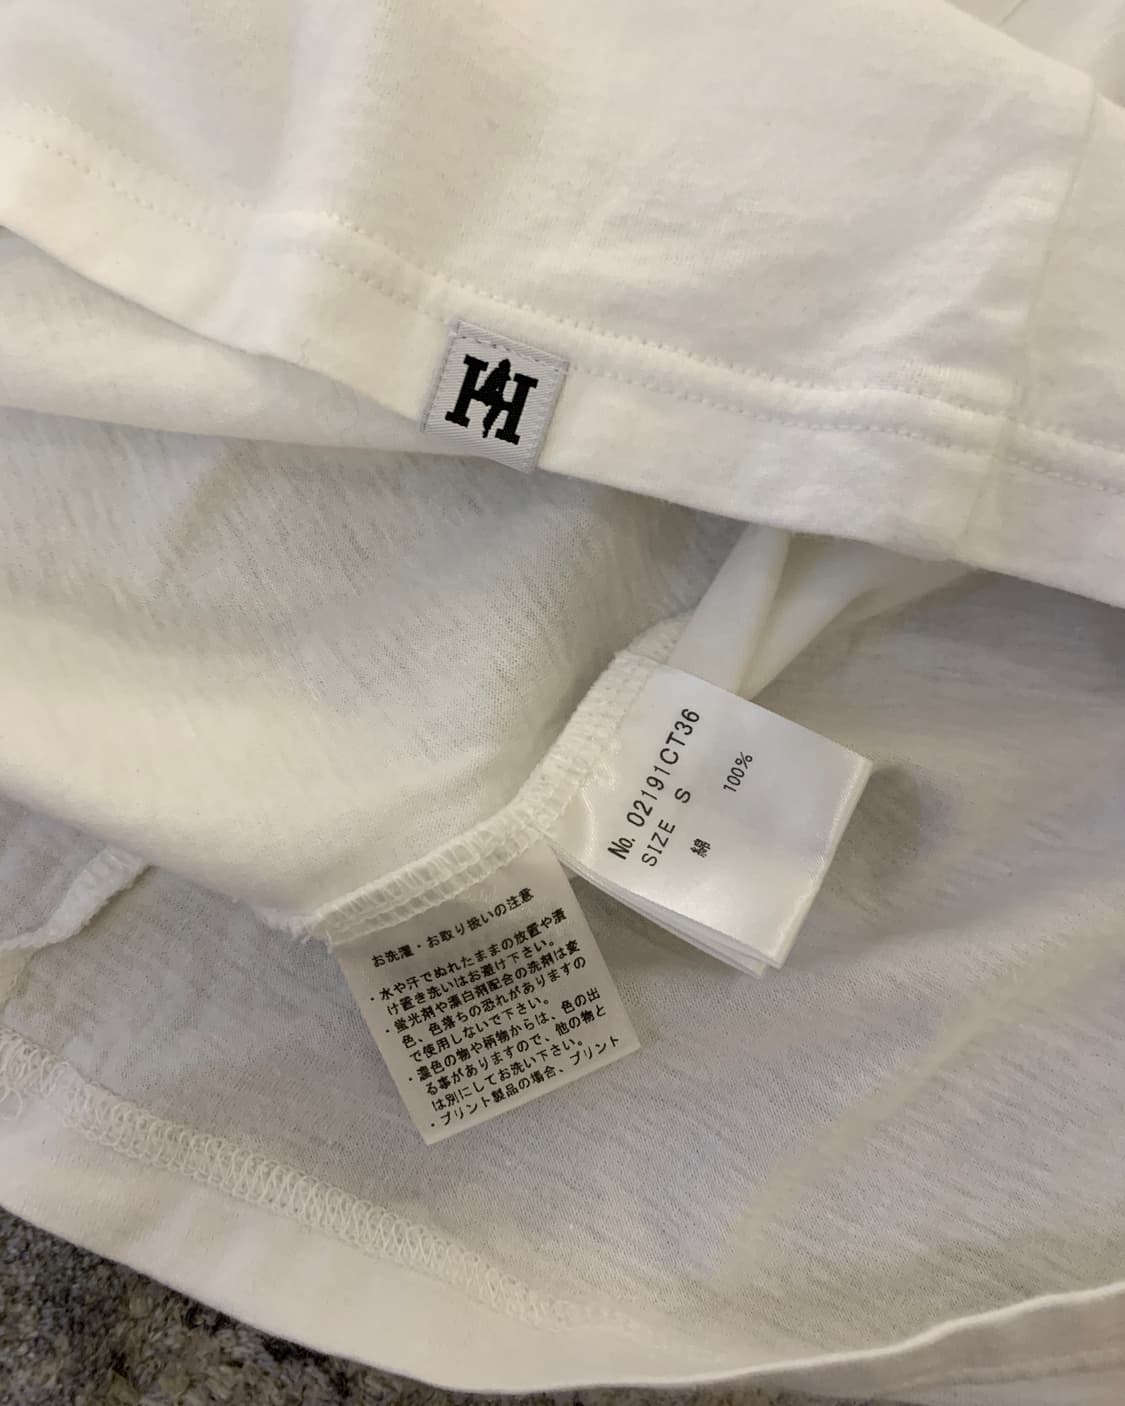 H H
No. 02191CT36
SIZE S
綿 100%
お洗濯・お取り扱いの注意
・水や汗でぬれたままの放置や漬
け置き洗いはお避け下さい。
・蛍光剤や漂白剤配合の洗剤は変
色、色落ちの恐れがありますの
で使用しないで下さい。
・濃色の物や柄物からは、色の出
る事がありますので、他の物と
は別にしてお洗い下さい。
・プリント製品の場合、プリント